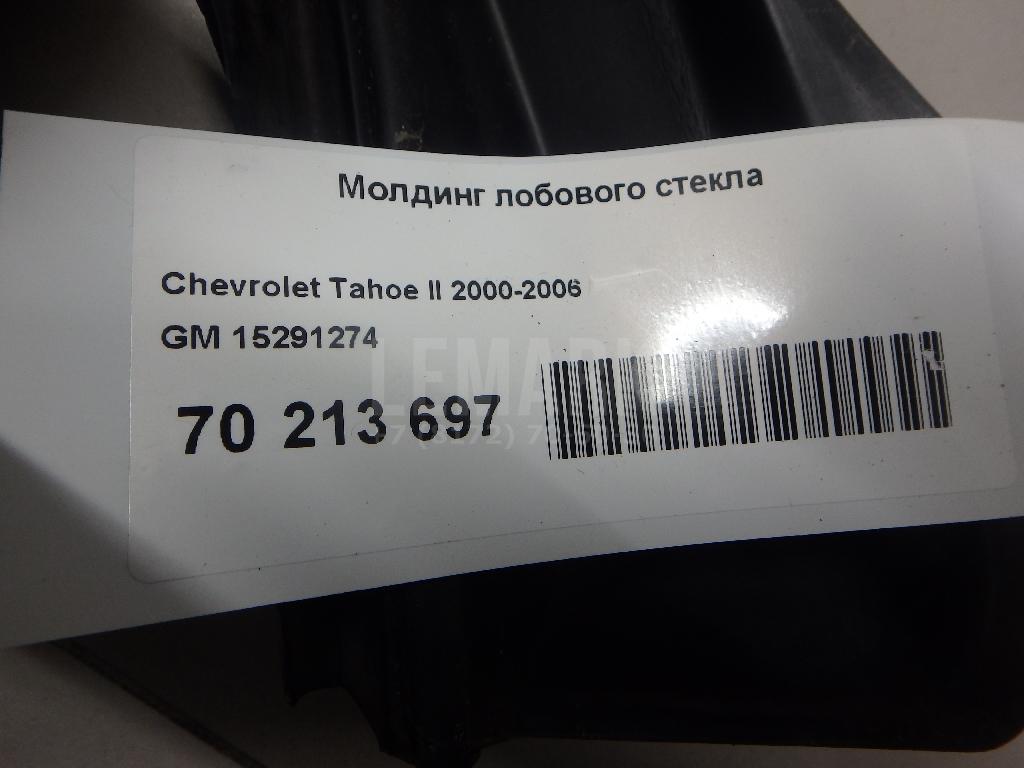 Молдинг лобового стекла
Chevrolet Tahoe II 2000-2006
GM 15291274
70 213 697